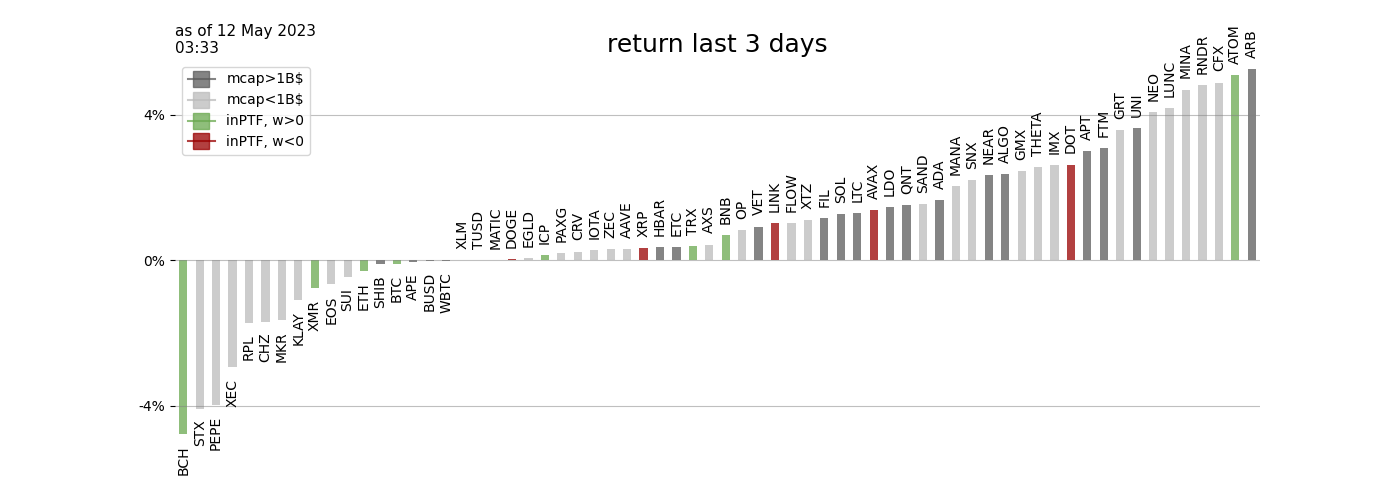 as of 12 May 2023
03:33
return last 3 days
mcap>1B$
mcap<1B$
inPTF, w>0
inPTF, w<0
4%
0%
-4%
BCH
STX
PEPE
XEC
RPL
CHZ
MKR
KLAY
XMR
EOS
SUI
ETH
SHIB
BTC
APE
BUSD
WBTC
XLM
TUSD
MATIC
DOGE
EGLD
ICP
PAXG
CRV
IOTA
ZEC
AAVE
XRP
HBAR
ETC
TRX
AXS
BNB
OP
VET
LINK
FLOW
XTZ
FIL
SOL
LTC
AVAX
LDO
QNT
SAND
ADA
MANA
SNX
NEAR
ALGO
GMX
THETA
IMX
DOT
APT
FTM
GRT
UNI
NEO
LUNC
MINA
RNDR
CFX
ATOM
ARB